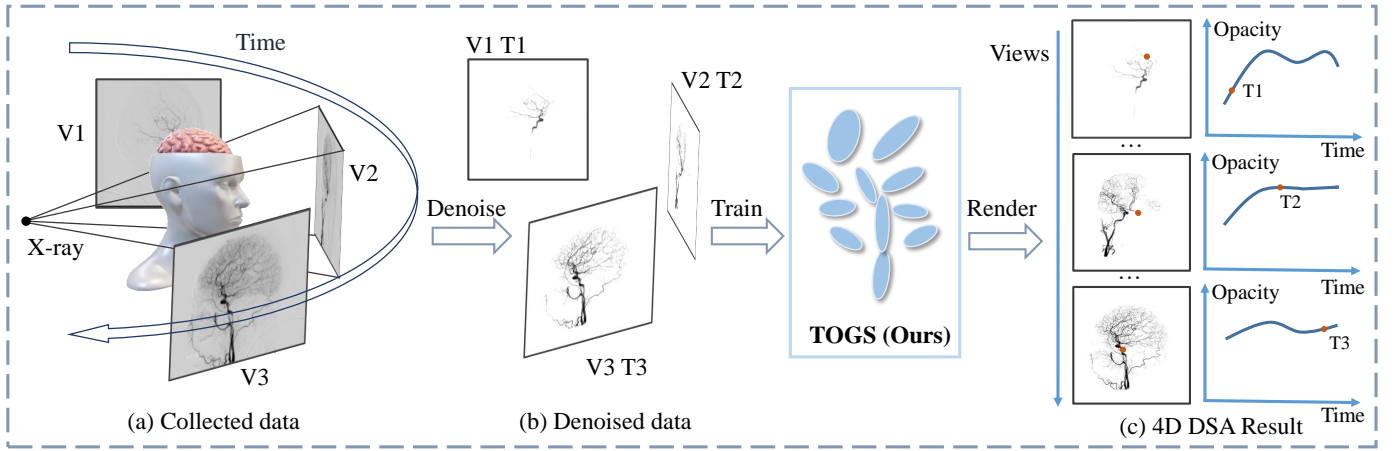 Time
V1
V2
X-ray
V3
(a) Collected data
Denoise
V1 T1
V2 T2
V3 T3
(b) Denoised data
Train
TOGS (Ours)
Render
Views
Opacity
T1
Time
...
Opacity
T2
Time
...
Opacity
T3
Time
(c) 4D DSA Result